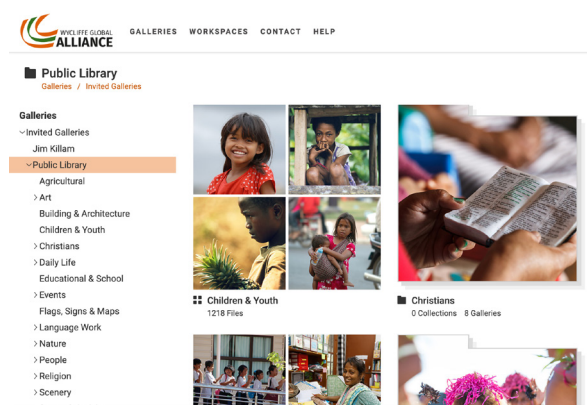 WYCLIFFE GLOBAL
ALLIANCE
GALLERIES WORKSPACES CONTACT HELP
Public Library
Galleries / Invited Galleries
Galleries
Invited Galleries
Jim Killam
Public Library
Agricultural
Art
Building & Architecture
Children & Youth
Christians
Daily Life
Educational & School
Events
Flags, Signs & Maps
Language Work
Nature
People
Religion
Scenery
Children & Youth
1218 Files
Christians
0 Collections 8 Galleries